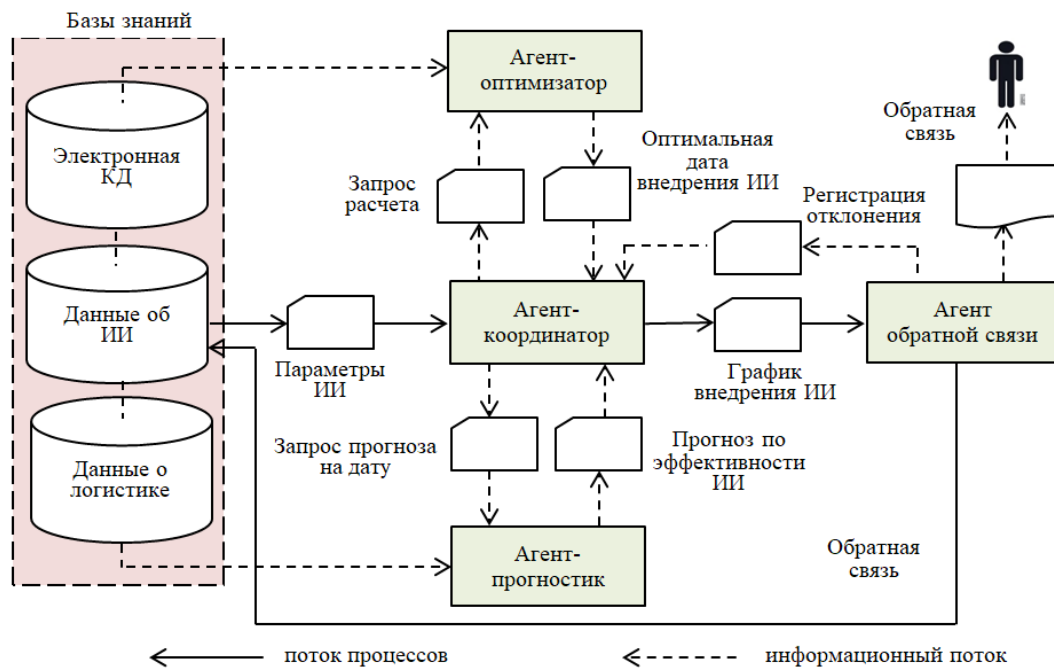 Базы знаний
Агент-
оптимизатор
Обратная
связь
Электронная
КД
Запрос
расчета
Оптимальная
дата
внедрения ИИ
Регистрация
отклонения
Данные об
ИИ
Параметры
ИИ
Агент-
координатор
График
внедрения ИИ
Агент
обратной связи
Данные о
логистике
Запрос прогноза
на дату
Прогноз по
эффективности
ИИ
Агент-
прогностик
Обратная
связь
поток процессов
информационный поток